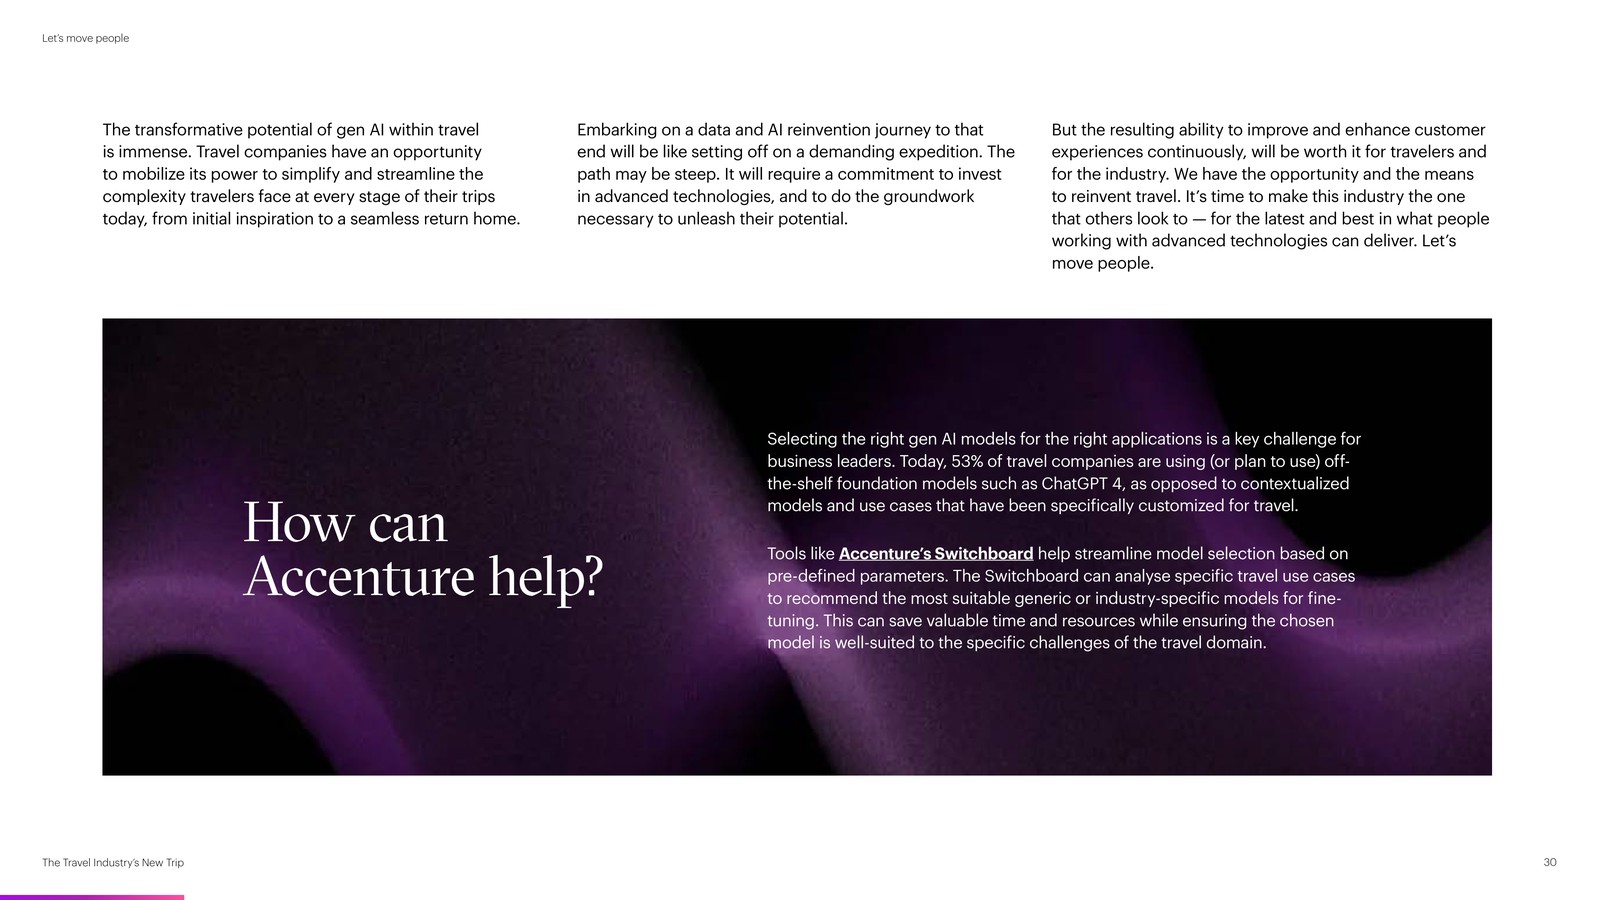 Let’s move people
The transformative potential of gen AI within travel
is immense. Travel companies have an opportunity
to mobilize its power to simplify and streamline the
complexity travelers face at every stage of their trips
today, from initial inspiration to a seamless return home.
Embarking on a data and AI reinvention journey to that
end will be like setting off on a demanding expedition. The
path may be steep. It will require a commitment to invest
in advanced technologies, and to do the groundwork
necessary to unleash their potential.
But the resulting ability to improve and enhance customer
experiences continuously, will be worth it for travelers and
for the industry. We have the opportunity and the means
to reinvent travel. It’s time to make this industry the one
that others look to — for the latest and best in what people
working with advanced technologies can deliver. Let’s
move people.
How can
Accenture help?
Selecting the right gen AI models for the right applications is a key challenge for
business leaders. Today, 53% of travel companies are using (or plan to use) off-
the-shelf foundation models such as ChatGPT 4, as opposed to contextualized
models and use cases that have been specifically customized for travel.
Tools like Accenture’s Switchboard help streamline model selection based on
pre-defined parameters. The Switchboard can analyse specific travel use cases
to recommend the most suitable generic or industry-specific models for fine-
tuning. This can save valuable time and resources while ensuring the chosen
model is well-suited to the specific challenges of the travel domain.
The Travel Industry’s New Trip
30